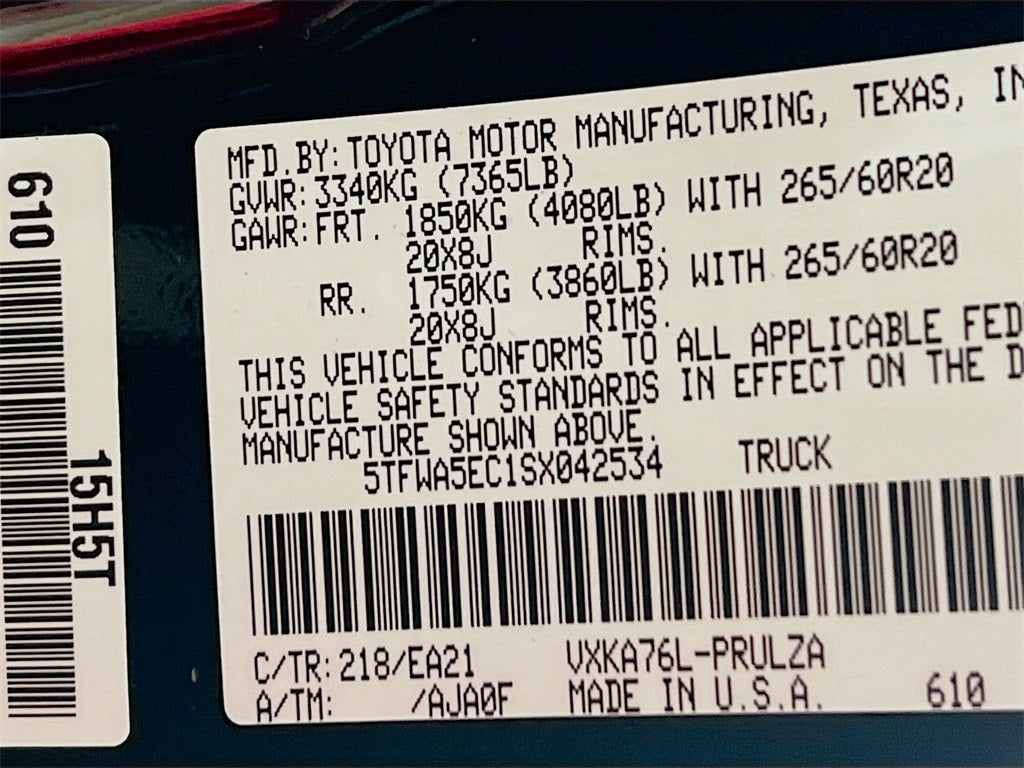 610
15H5T
MFD.BY: TOYOTA MOTOR MANUFACTURING, TEXAS, IN
GVWR: 3340KG (7365LB)
GAWR: FRT. 1850KG (4080LB) WITH 265/60R20
20X8J RIMS.
RR. 1750KG (3860LB) WITH 265/60R20
20X8J RIMS.
THIS VEHICLE CONFORMS TO ALL APPLICABLE FED
VEHICLE SAFETY STANDARDS IN EFFECT ON THE D
MANUFACTURE SHOWN ABOVE.
5TFWA5EC1SX042534 TRUCK
C/TR: 218/EA21 VXKA76L-PRULZA
A/TM: /AJA0F MADE IN U.S.A. 610